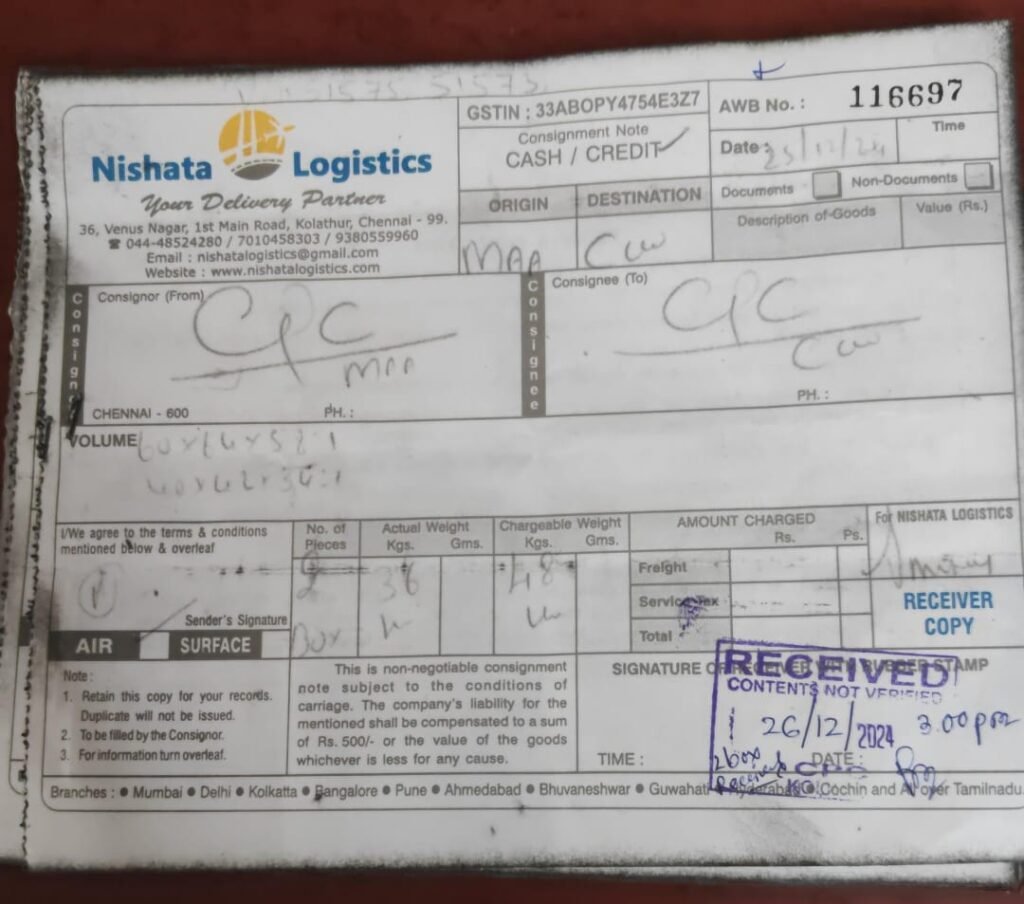 51573 51573
Nishata Logistics
Your Delivery Partner
36, Venus Nagar, 1st Main Road, Kolathur, Chennai - 99.
☎ 044-48524280 / 7010458303 / 9380559960
Email : nishatalogistics@gmail.com
Website : www.nishatalogistics.com
GSTIN : 33ABOPY4754E3Z7
Consignment Note
CASH / CREDIT
AWB No. : 116697
Date : 25/12/24
Time
ORIGIN
DESTINATION
MAA
Documents
Non-Documents
Description of Goods
Value (Rs.)
Consignor
Consignor (From)
CPC
MAA
CHENNAI - 600
PH. :
Consignee
Consignee (To)
CPC
PH. :
VOLUME
I/We agree to the terms & conditions
mentioned below & overleaf
Sender's Signature
AIR
SURFACE
No. of
Pieces
2
Box
Actual Weight
Kgs. Gms.
36
Chargeable Weight
Kgs. Gms.
48
AMOUNT CHARGED
Rs. Ps.
Freight
Service Tax
Total
For NISHATA LOGISTICS
RECEIVER
COPY
Note :
1. Retain this copy for your records.
Duplicate will not be issued.
2. To be filled by the Consignor.
3. For information turn overleaf.
This is non-negotiable consignment
note subject to the conditions of
carriage. The company's liability for the
mentioned shall be compensated to a sum
of Rs. 500/- or the value of the goods
whichever is less for any cause.
SIGNATURE OF RECEIVER WITH RUBBER STAMP
TIME :
DATE :
RECEIVED
CONTENTS NOT VERIFIED
26/12/2024 3.00pm
2box
Received
Branches : ● Mumbai ● Delhi ● Kolkatta ● Bangalore ● Pune ● Ahmedabad ● Bhuvaneshwar ● Guwahati ● Hyderabad ● Cochin and All over Tamilnadu.